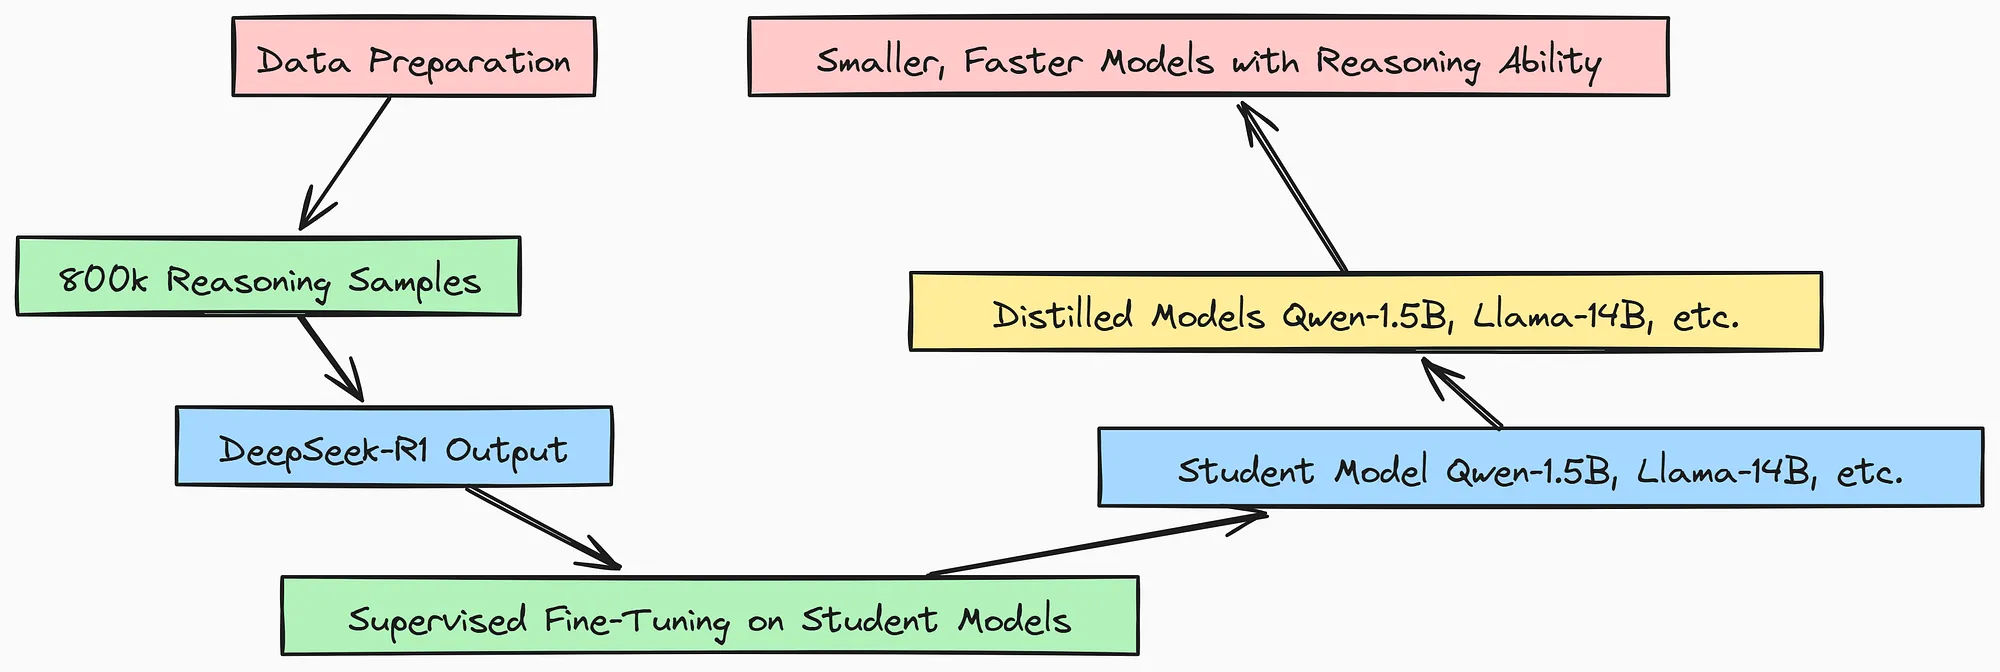 Data Preparation
Smaller, Faster Models with Reasoning Ability
800k Reasoning Samples
Distilled Models Qwen-1.5B, Llama-14B, etc.
DeepSeek-R1 Output
Student Model Qwen-1.5B, Llama-14B, etc.
Supervised Fine-Tuning on Student Models